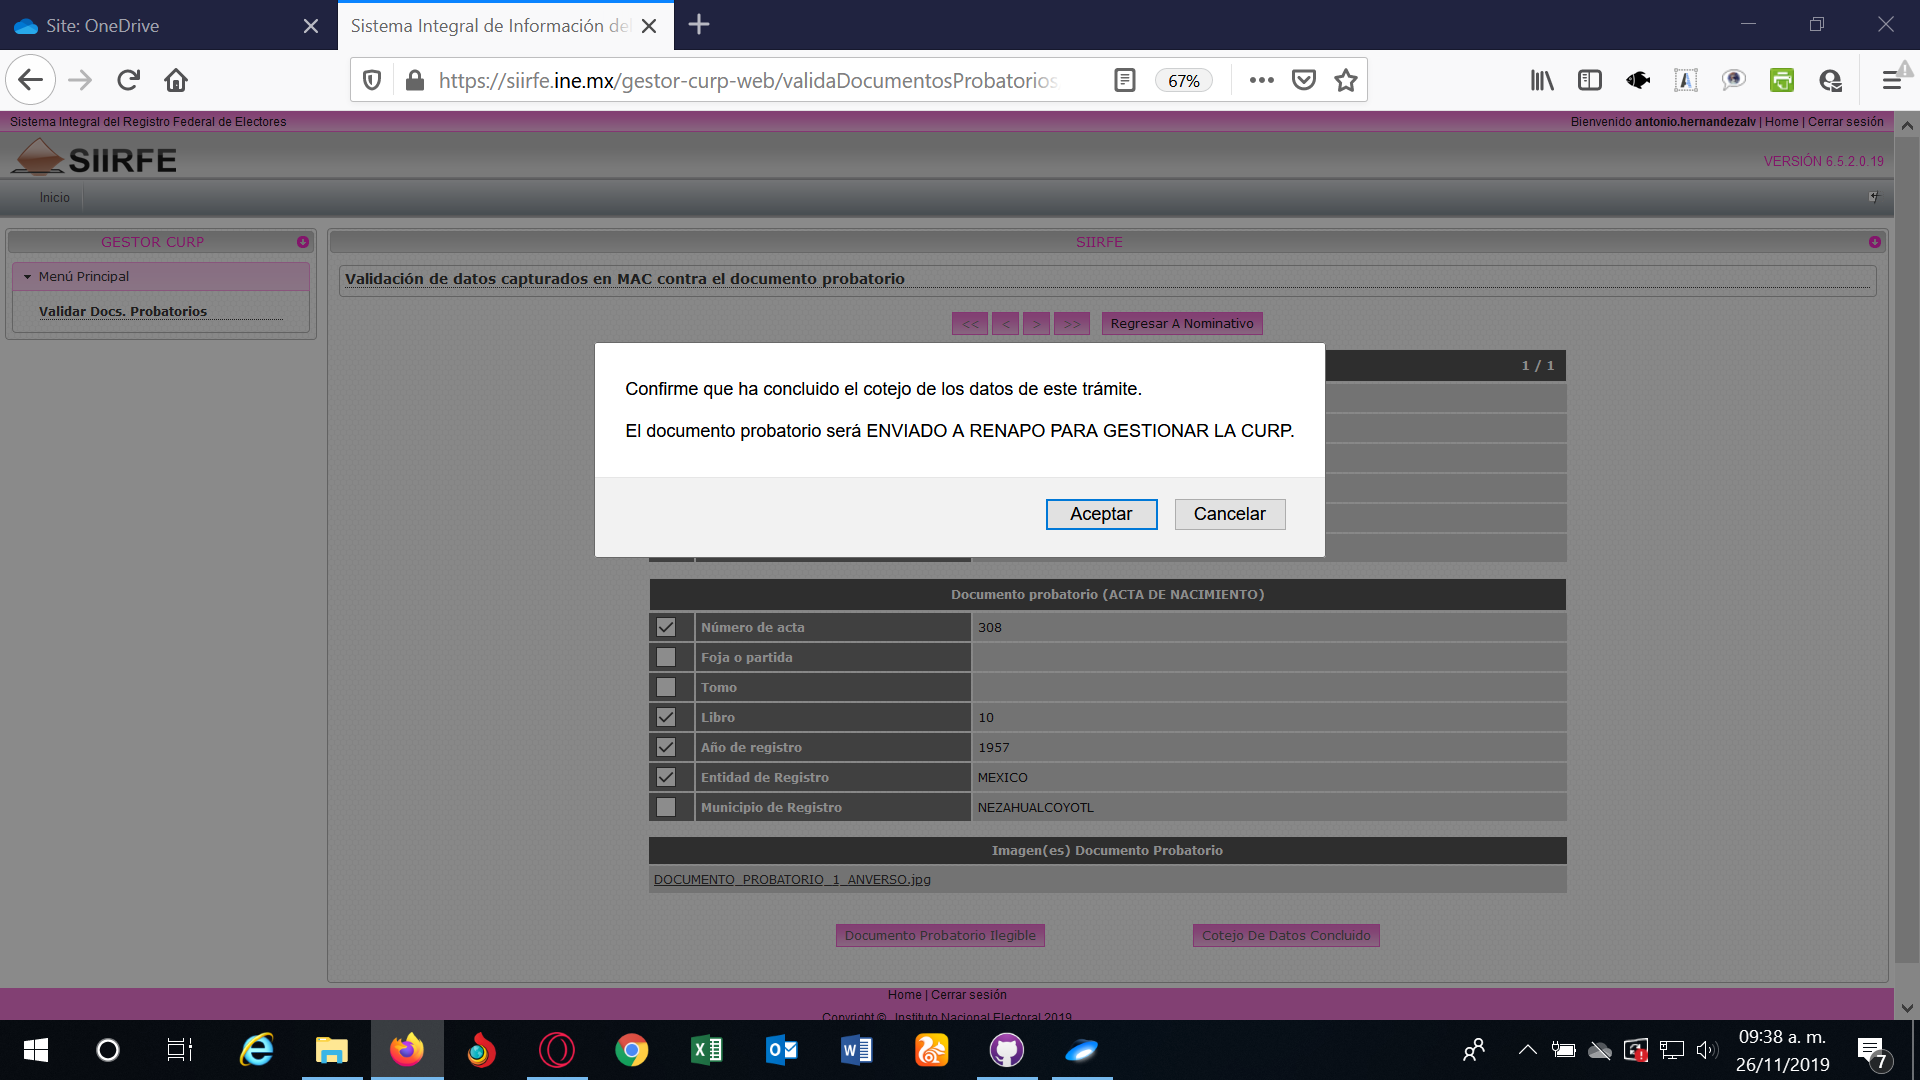 Site: OneDrive
Sistema Integral de Información del
https://siirfe.ine.mx/gestor-curp-web/validaDocumentosProbatorios
67%
Sistema Integral del Registro Federal de Electores
Bienvenido antonio.hernandezalv | Home | Cerrar sesión
SIIRFE
VERSIÓN 6.5.2.0.19
Inicio
GESTOR CURP
SIIRFE
Menú Principal
Validar Docs. Probatorios
Validación de datos capturados en MAC contra el documento probatorio
<< < > >> Regresar A Nominativo
1 / 1
Confirme que ha concluido el cotejo de los datos de este trámite.
El documento probatorio será ENVIADO A RENAPO PARA GESTIONAR LA CURP.
Aceptar Cancelar
Documento probatorio (ACTA DE NACIMIENTO)
Número de acta 308
Foja o partida
Tomo
Libro 10
Año de registro 1957
Entidad de Registro MEXICO
Municipio de Registro NEZAHUALCOYOTL
Imagen(es) Documento Probatorio
DOCUMENTO_PROBATORIO_1_ANVERSO.jpg
Documento Probatorio Ilegible Cotejo De Datos Concluido
Home | Cerrar sesión
Copyright © Instituto Nacional Electoral 2019
09:38 a. m.
26/11/2019
7